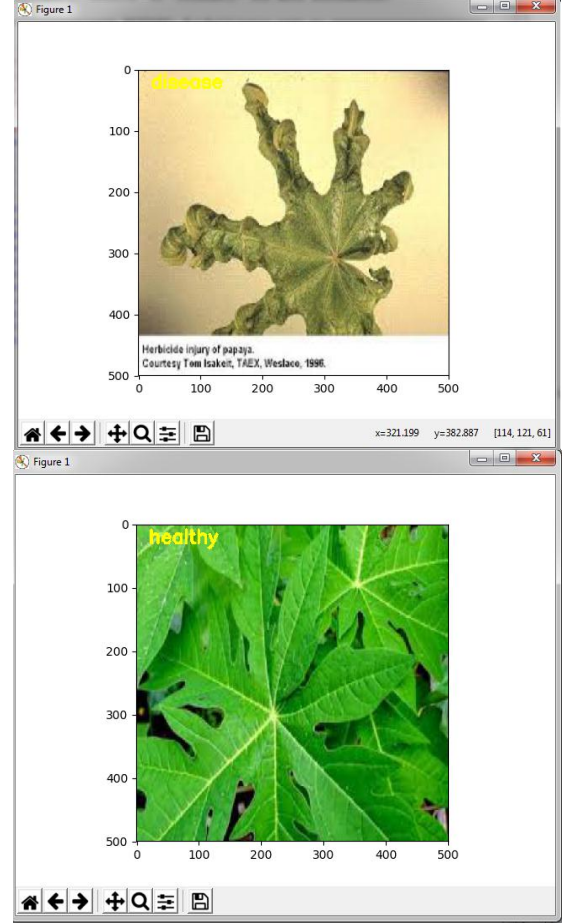 Figure 1
0
disease
100
200
300
400
500
Herbicide injury of papaya.
Courtesy Tom Isakeit, TAEX, Weslaco, 1996.
0 100 200 300 400 500
x=321.199 y=382.887 [114, 121, 61]
Figure 1
0
healthy
100
200
300
400
500
0 100 200 300 400 500